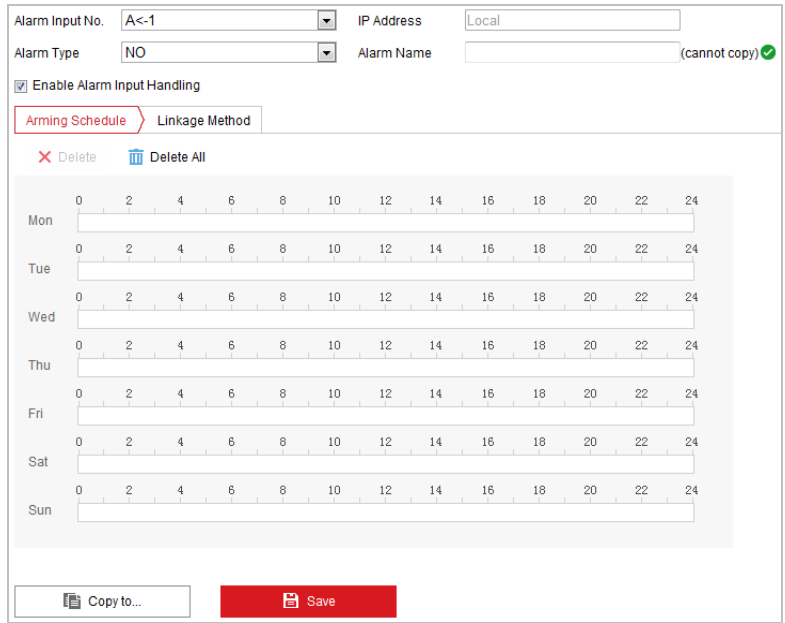 Alarm Input No. A<-1 IP Address Local
Alarm Type NO Alarm Name (cannot copy)
Enable Alarm Input Handling
Arming Schedule Linkage Method
Delete Delete All
0 2 4 6 8 10 12 14 16 18 20 22 24
Mon
0 2 4 6 8 10 12 14 16 18 20 22 24
Tue
0 2 4 6 8 10 12 14 16 18 20 22 24
Wed
0 2 4 6 8 10 12 14 16 18 20 22 24
Thu
0 2 4 6 8 10 12 14 16 18 20 22 24
Fri
0 2 4 6 8 10 12 14 16 18 20 22 24
Sat
0 2 4 6 8 10 12 14 16 18 20 22 24
Sun
Copy to... Save